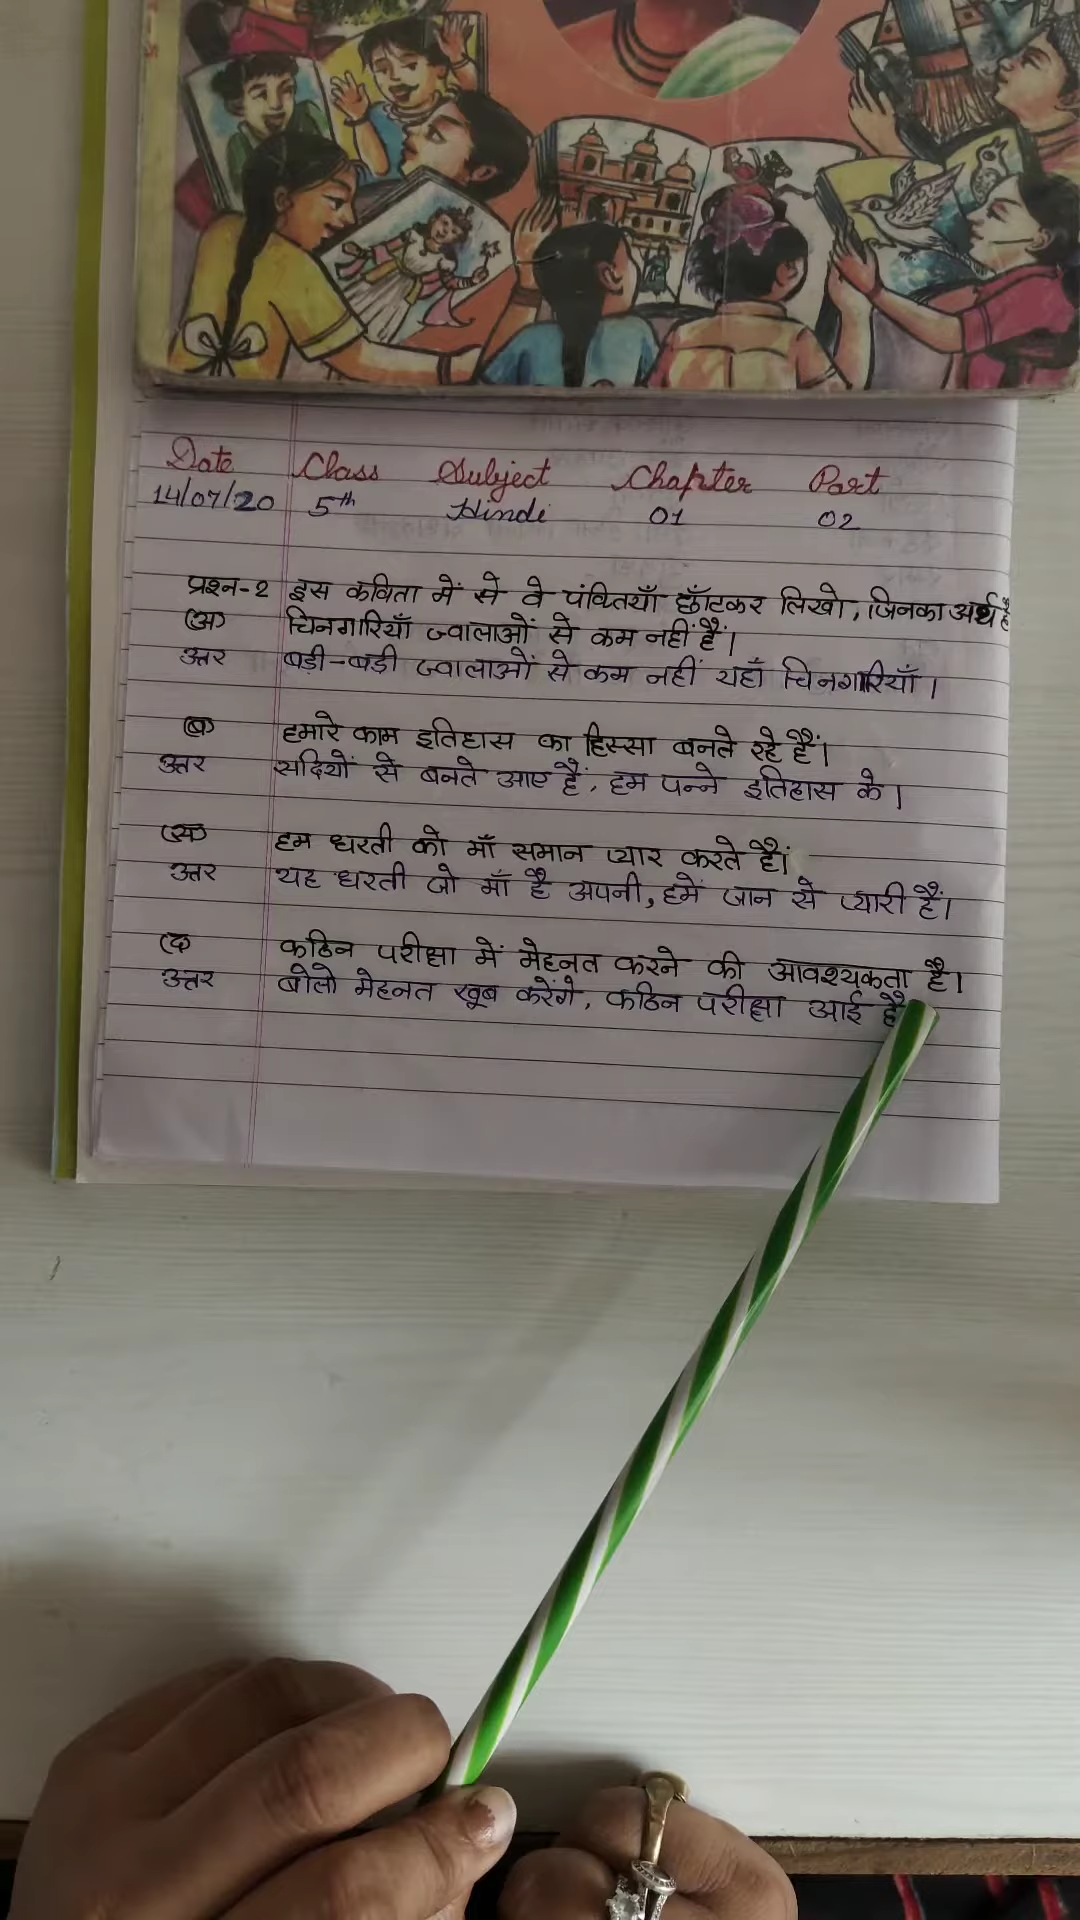 Date Class Subject Chapter Part
14/07/20 5th Hindi 01 02
प्रश्न-2 इस कविता में से वे पंक्तियाँ छाँटकर लिखो, जिनका अर्थ है
(अ) चिनगारियाँ ज्वालाओं से कम नहीं हैं।
उत्तर बड़ी-बड़ी ज्वालाओं से कम नहीं यहाँ चिनगारियाँ।
(ब) हमारे काम इतिहास का हिस्सा बनते रहे हैं।
उत्तर सदियों से बनते आए हैं, हम पन्ने इतिहास के।
(स) हम धरती को माँ समान प्यार करते हैं।
उत्तर यह धरती जो माँ है अपनी, हमें जान से प्यारी हैं।
(द) कठिन परीक्षा में मेहनत करने की आवश्यकता है।
उत्तर बोलो मेहनत खूब करेंगे, कठिन परीक्षा आई है